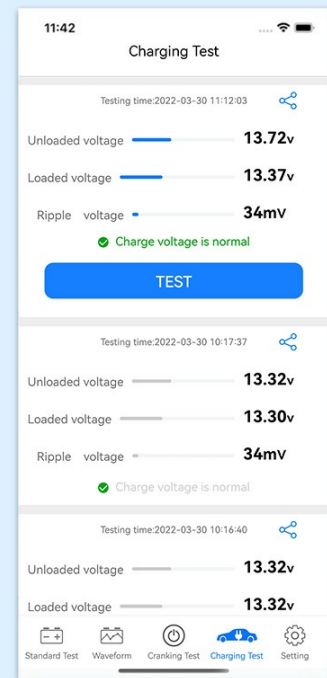 11:42
Charging Test
Testing time:2022-03-30 11:12:03
Unloaded voltage 13.72v
Loaded voltage 13.37v
Ripple voltage 34mV
Charge voltage is normal
TEST
Testing time:2022-03-30 10:17:37
Unloaded voltage 13.32v
Loaded voltage 13.30v
Ripple voltage 34mV
Charge voltage is normal
Testing time:2022-03-30 10:16:40
Unloaded voltage 13.32v
Loaded voltage 13.32v
Standard Test Waveform Cranking Test Charging Test Setting